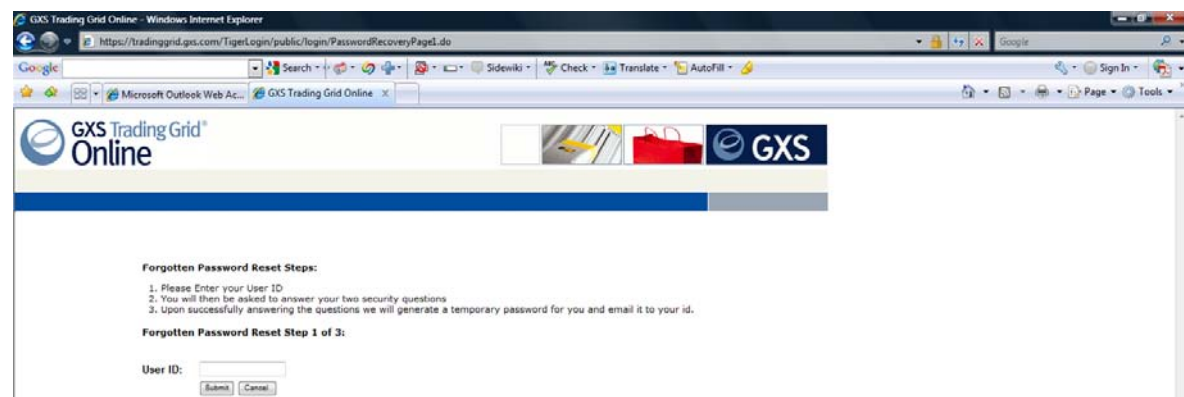 GXS Trading Grid Online - Windows Internet Explorer
https://tradinggrid.gxs.com/TigerLogin/public/login/PasswordRecoveryPage1.do
Google
Google Search Sidewiki Check Translate AutoFill Sign In
Microsoft Outlook Web Ac... GXS Trading Grid Online x Page Tools
GXS Trading Grid®
Online
GXS
Forgotten Password Reset Steps:
1. Please Enter your User ID
2. You will then be asked to answer your two security questions
3. Upon successfully answering the questions we will generate a temporary password for you and email it to your id.
Forgotten Password Reset Step 1 of 3:
User ID:
Submit Cancel